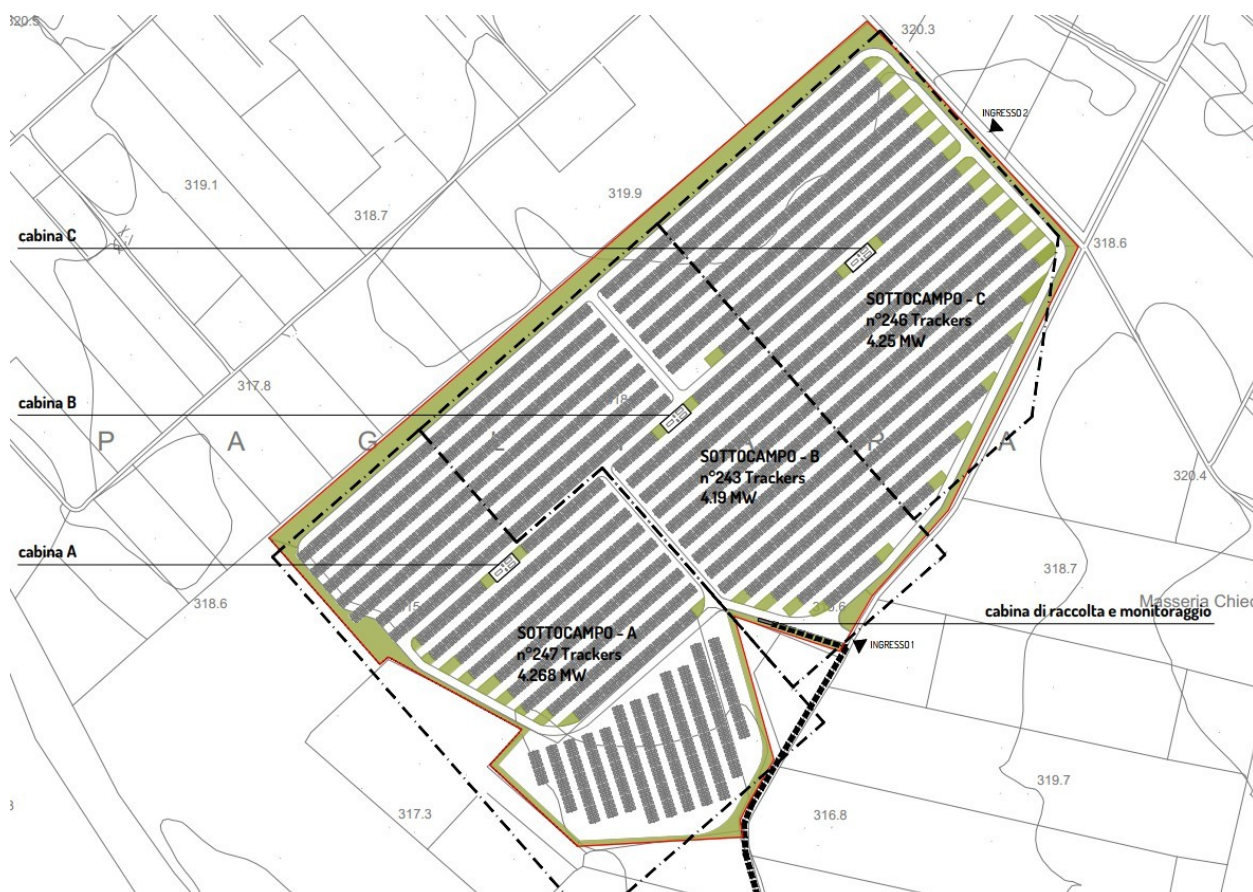 320.5
320.3
INGRESSO 2
319.1
318.7
319.9
cabina C
318.6
SOTTOCAMPO - C
n°246 Trackers
4.25 MW
317.8
cabina B
P A G L I A R A
SOTTOCAMPO - B
n°243 Trackers
4.19 MW
320.4
cabina A
318.6
318.7
Masseria Chiec
cabina di raccolta e monitoraggio
SOTTOCAMPO - A
n°247 Trackers
4.268 MW
INGRESSO 1
319.7
317.3
316.8